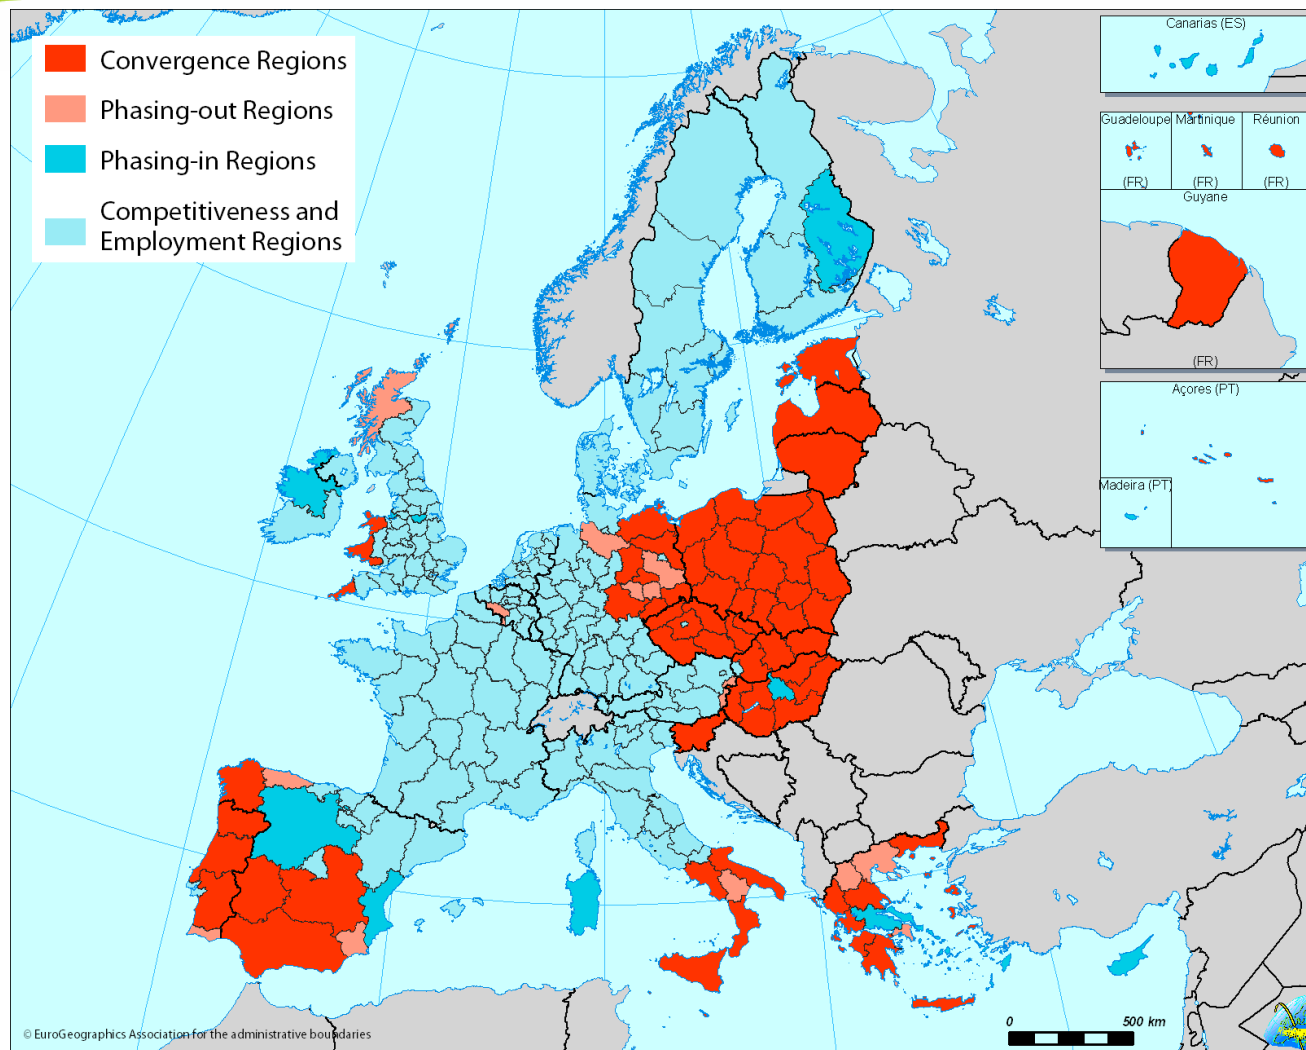 Convergence Regions
Phasing-out Regions
Phasing-in Regions
Competitiveness and
Employment Regions
Canarias (ES)
Guadeloupe
Martinique
Réunion
(FR)
(FR)
(FR)
Guyane
(FR)
Açores (PT)
Madeira (PT)
© EuroGeographics Association for the administrative boundaries
0
500 km